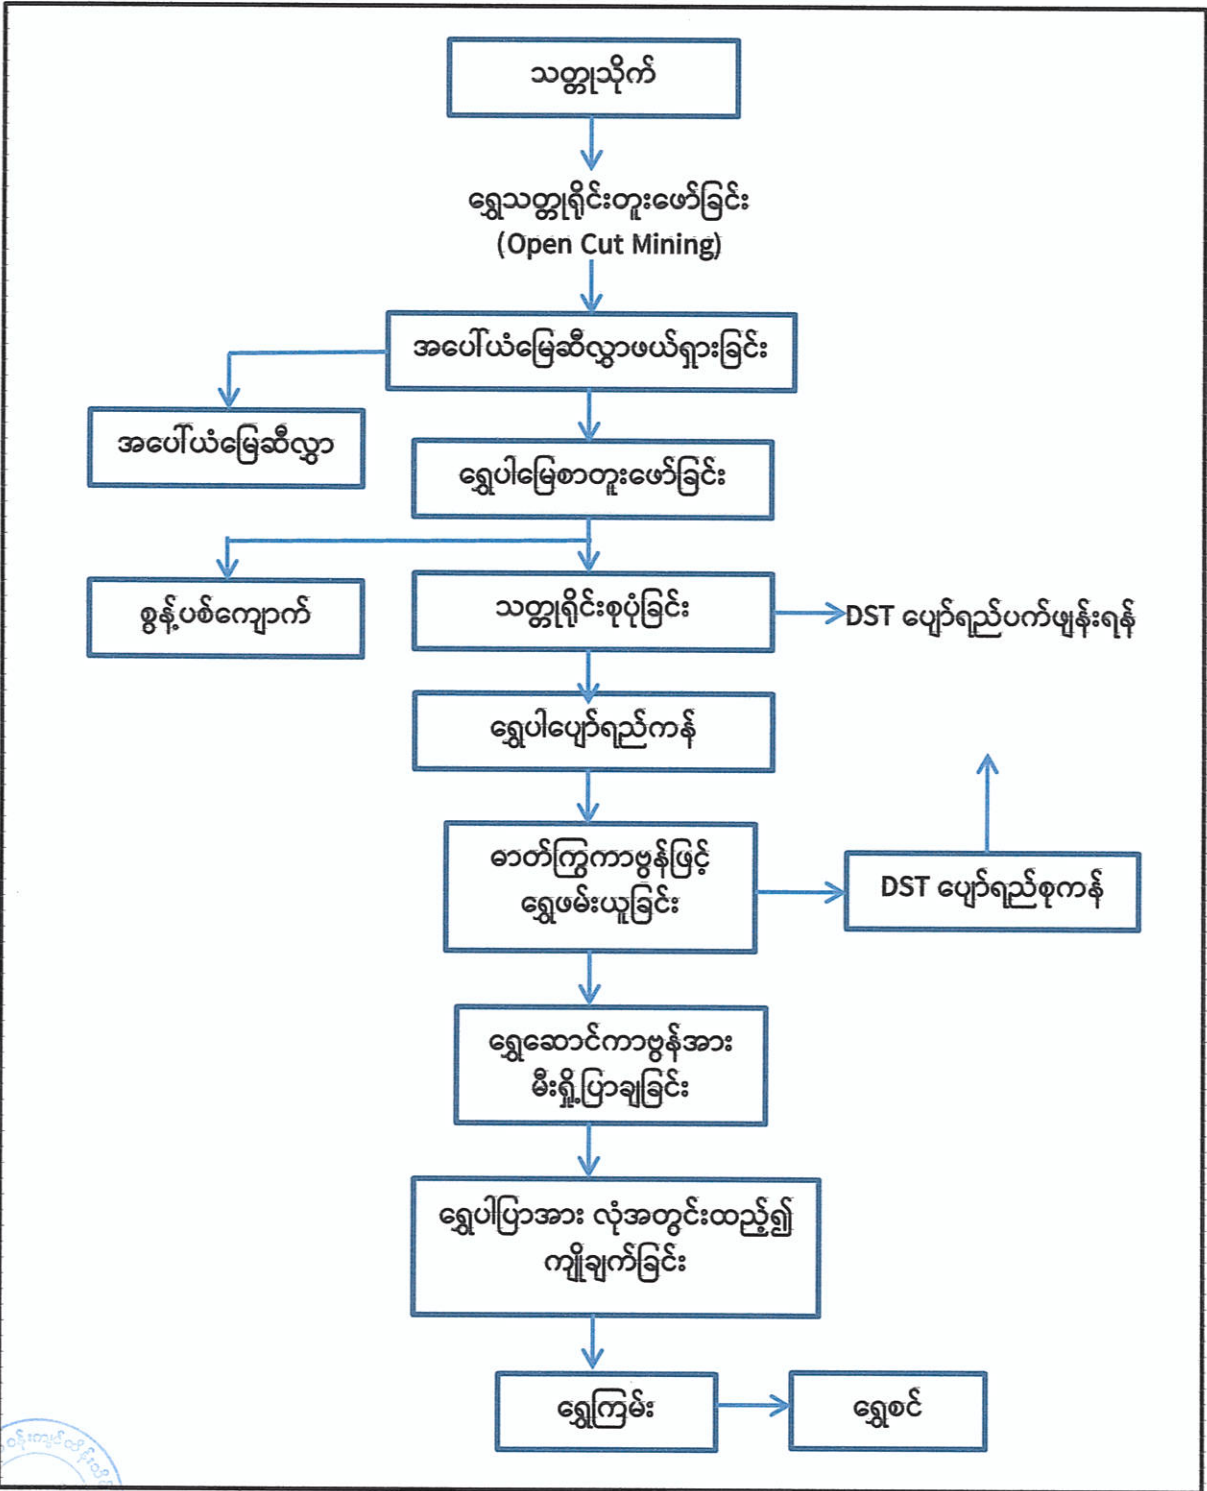 သတ္တုသိုက်
ရွှေသတ္တုရိုင်းတူးဖော်ခြင်း
(Open Cut Mining)
အပေါ်ယံမြေဆီလွှာဖယ်ရှားခြင်း
အပေါ်ယံမြေဆီလွှာ
ရွှေပါမြေစာတူးဖော်ခြင်း
စွန့်ပစ်ကျောက်
သတ္တုရိုင်းစုပုံခြင်း
DST ပျော်ရည်ပက်ဖျန်းရန်
ရွှေပါပျော်ရည်ကန်
ဓာတ်ကြွကာဗွန်ဖြင့်
ရွှေဖမ်းယူခြင်း
DST ပျော်ရည်စုကန်
ရွှေဆောင်ကာဗွန်အား
မီးရှို့ပြာချခြင်း
ရွှေပါပြာအား လုံအတွင်းထည့်၍
ကျိုချက်ခြင်း
ရွှေကြမ်း
ရွှေစင်